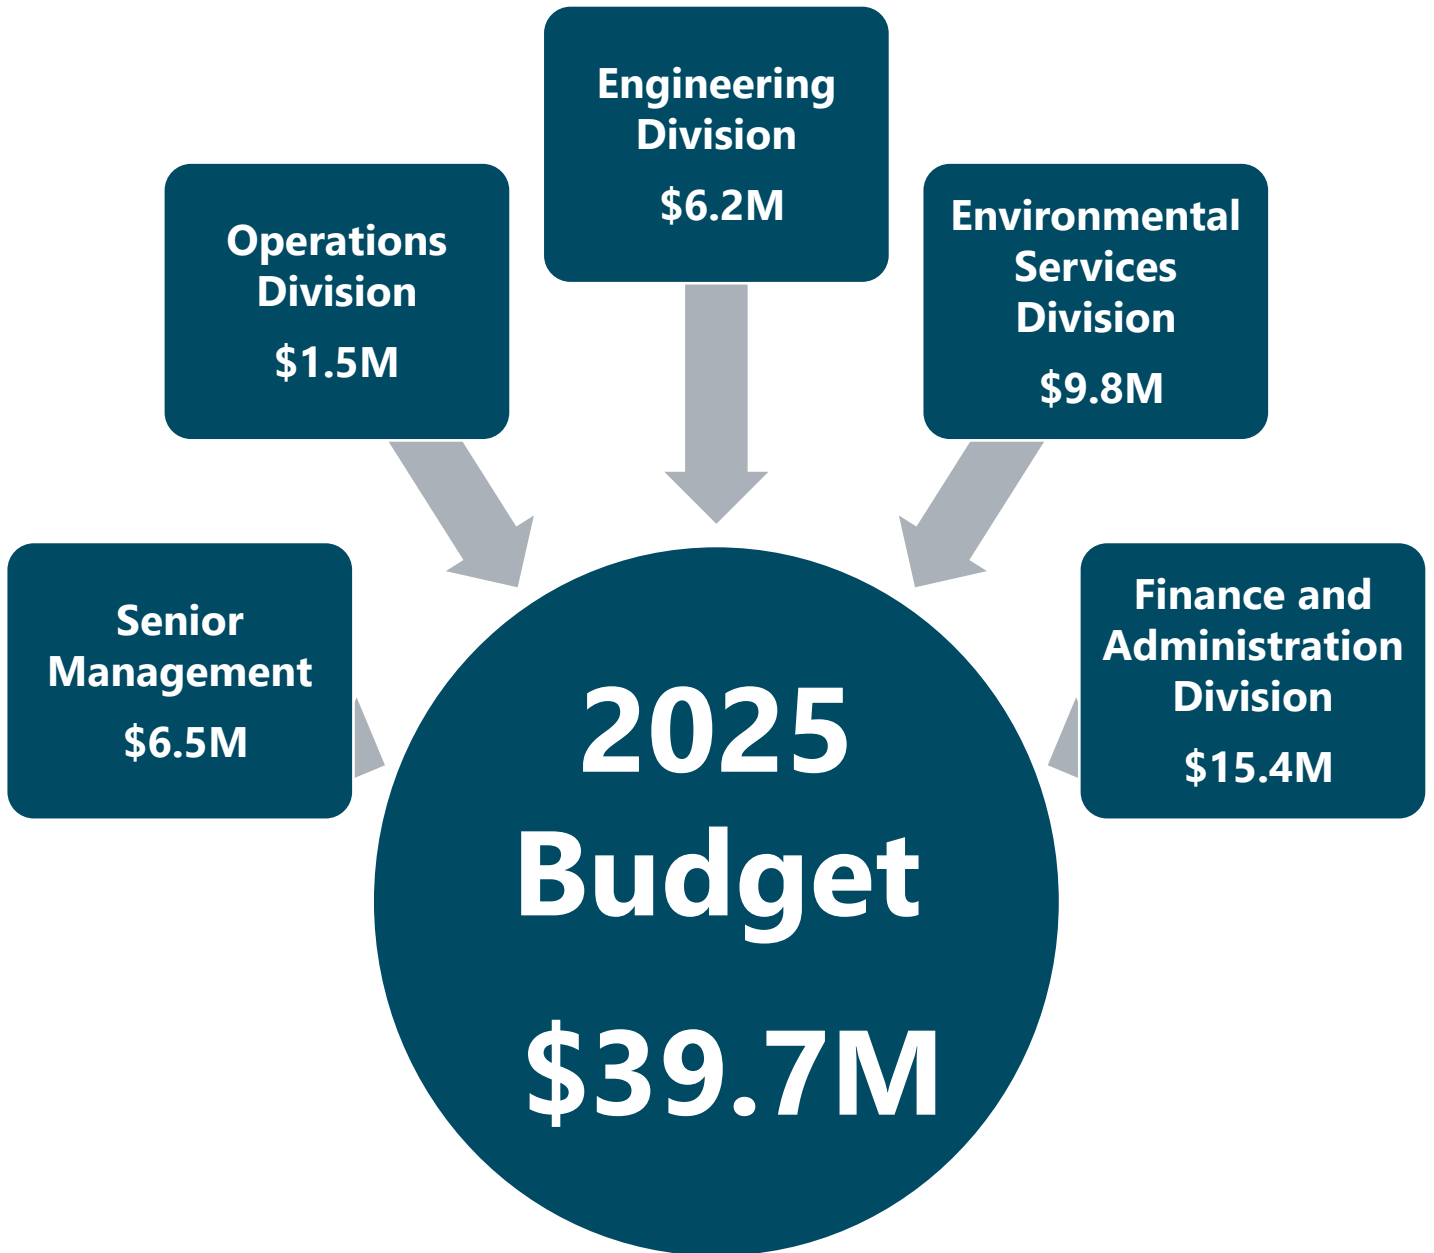 Engineering
Division
$6.2M
Operations
Division
$1.5M
Environmental
Services
Division
$9.8M
Senior
Management
$6.5M
Finance and
Administration
Division
$15.4M
2025
Budget
$39.7M